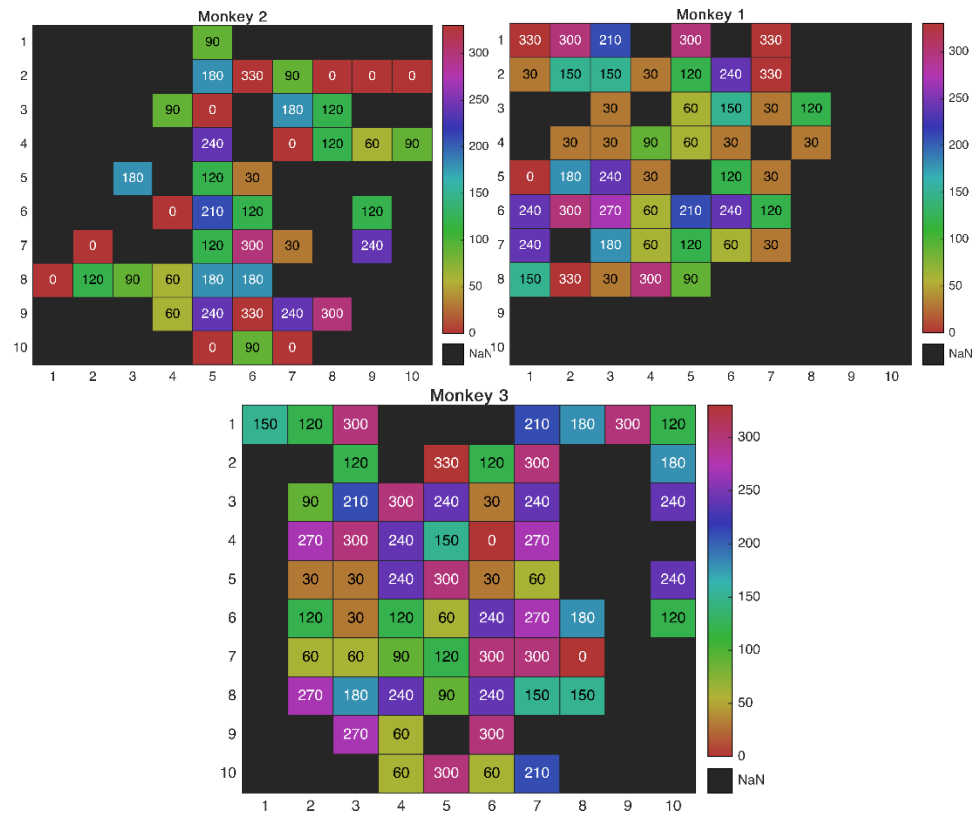 Monkey 2
1 90
2 180 330 90 0 0 0
3 90 0 180 120
4 240 0 120 60 90
5 180 120 30
6 0 210 120 120
7 0 120 300 30 240
8 0 120 90 60 180 180
9 60 240 330 240 300
10 0 90 0
1 2 3 4 5 6 7 8 9 10
300
250
200
150
100
50
0
NaN
Monkey 1
1 330 300 210 300 330
2 30 150 150 30 120 240 330
3 30 60 150 30 120
4 30 30 90 60 30 30
5 0 180 240 30 120 30
6 240 300 270 60 210 240 120
7 240 180 60 120 60 30
8 150 330 30 300 90
9
10
1 2 3 4 5 6 7 8 9 10
300
250
200
150
100
50
0
NaN
Monkey 3
1 150 120 300 210 180 300 120
2 120 330 120 300 180
3 90 210 300 240 30 240 240
4 270 300 240 150 0 270
5 30 30 240 300 30 60 240
6 120 30 120 60 240 270 180 120
7 60 60 90 120 300 300 0
8 270 180 240 90 240 150 150
9 270 60 300
10 60 300 60 210
1 2 3 4 5 6 7 8 9 10
300
250
200
150
100
50
0
NaN